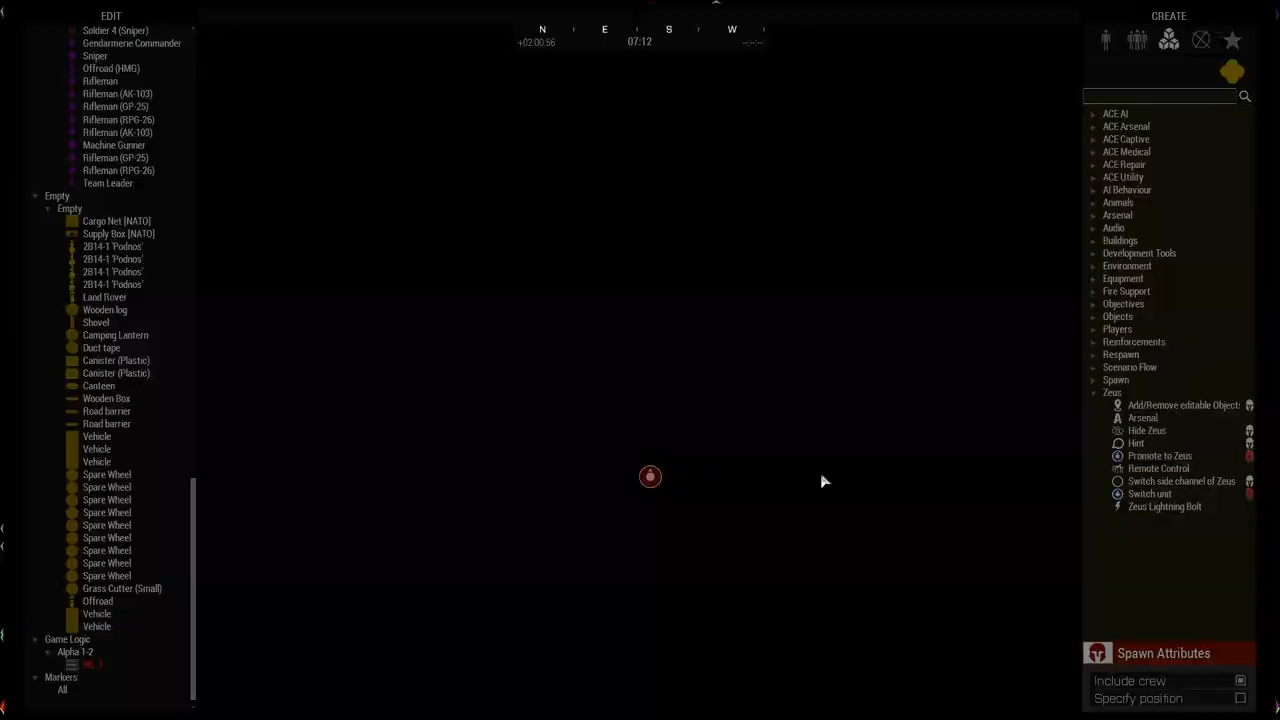 EDIT
Soldier 4 (Sniper)
Gendarmerie Commander
Sniper
Offroad (HMG)
Rifleman
Rifleman (AK-103)
Rifleman (GP-25)
Rifleman (RPG-26)
Rifleman (AK-103)
Machine Gunner
Rifleman (GP-25)
Rifleman (RPG-26)
Team Leader
Empty
Empty
Cargo Net [NATO]
Supply Box [NATO]
2B14-1 'Podnos'
2B14-1 'Podnos'
2B14-1 'Podnos'
2B14-1 'Podnos'
Land Rover
Wooden log
Shovel
Camping Lantern
Duct tape
Canister (Plastic)
Canister (Plastic)
Canteen
Wooden Box
Road barrier
Road barrier
Vehicle
Vehicle
Vehicle
Spare Wheel
Spare Wheel
Spare Wheel
Spare Wheel
Spare Wheel
Spare Wheel
Spare Wheel
Spare Wheel
Spare Wheel
Grass Cutter (Small)
Offroad
Vehicle
Vehicle
Game Logic
Alpha 1-2
Markers
All
N E S W
+02:00:56 07:12 --:--:--
CREATE
ACE AI
ACE Arsenal
ACE Captive
ACE Medical
ACE Repair
ACE Utility
AI Behaviour
Animals
Arsenal
Audio
Buildings
Development Tools
Environment
Equipment
Fire Support
Objectives
Objects
Players
Reinforcements
Respawn
Scenario Flow
Spawn
Zeus
Add/Remove editable Object:
Arsenal
Hide Zeus
Hint
Promote to Zeus
Remote Control
Switch side channel of Zeus
Switch unit
Zeus Lightning Bolt
Spawn Attributes
Include crew
Specify position